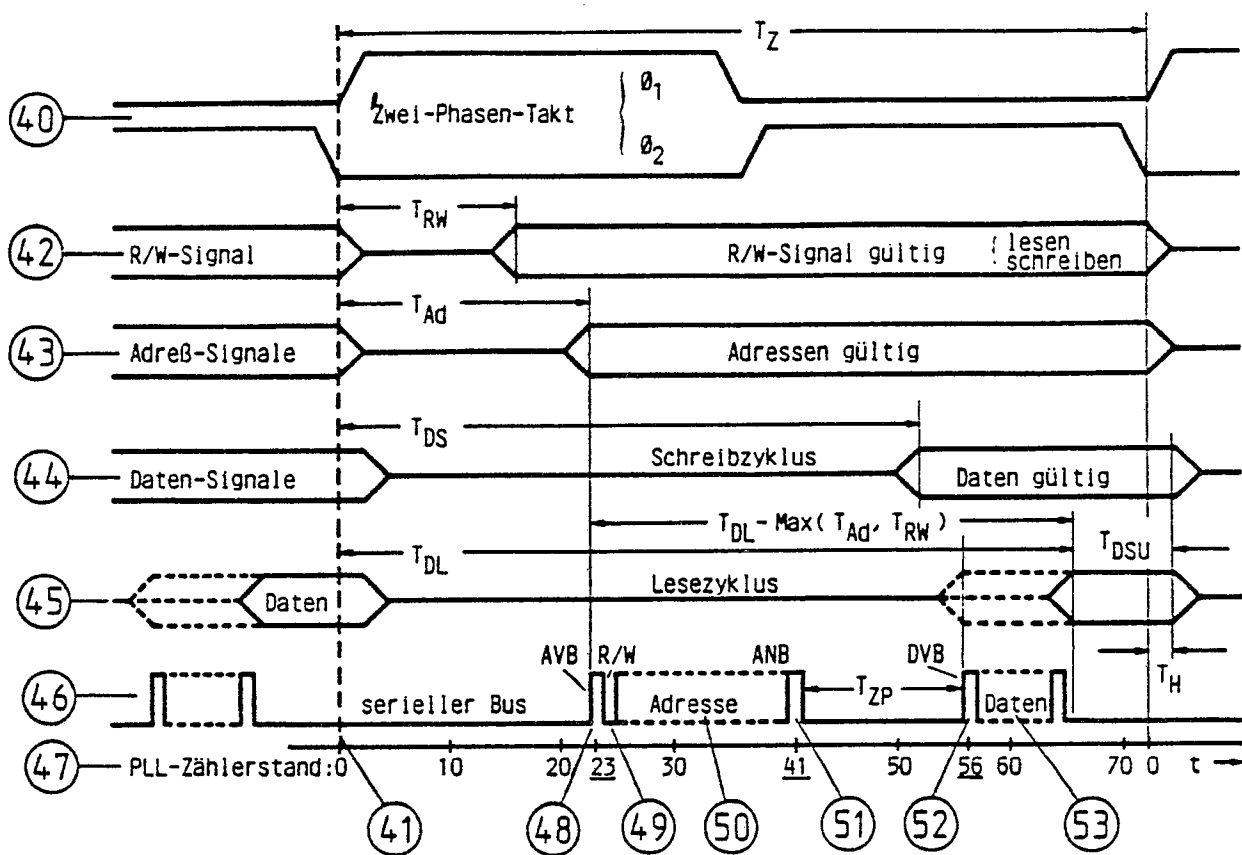 T_Z
40
Zwei-Phasen-Takt { Ø_1
Ø_2
T_RW
42
R/W-Signal
R/W-Signal gültig { lesen
schreiben
T_Ad
43
Adreß-Signale
Adressen gültig
T_DS
44
Daten-Signale
Schreibzyklus
Daten gültig
T_DL - Max( T_Ad, T_RW )
T_DL
T_DSU
45
Daten
Lesezyklus
AVB R/W ANB DVB
T_H
46
serieller Bus
Adresse
T_ZP
Daten
47 PLL-Zählerstand: 0 10 20 23 30 41 50 56 60 70 0 t
41 48 49 50 51 52 53